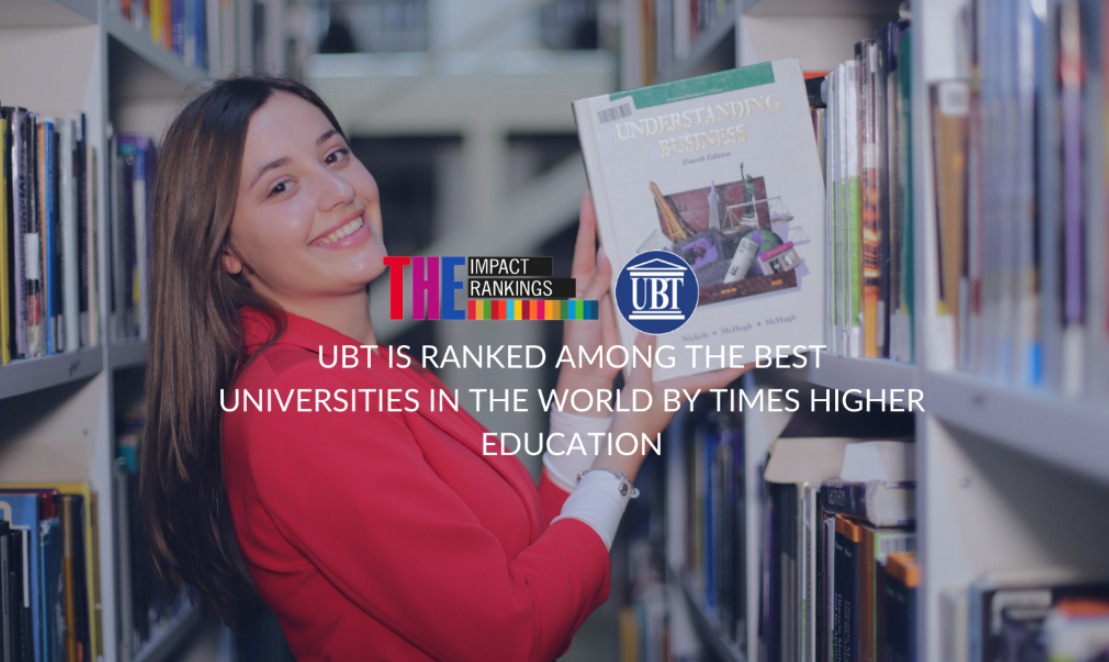 UNDERSTANDING
BUSINESS
Fourth Edition
THE IMPACT
RANKINGS
UBT
Nickels • McHugh • McHugh
UBT IS RANKED AMONG THE BEST
UNIVERSITIES IN THE WORLD BY TIMES HIGHER
EDUCATION